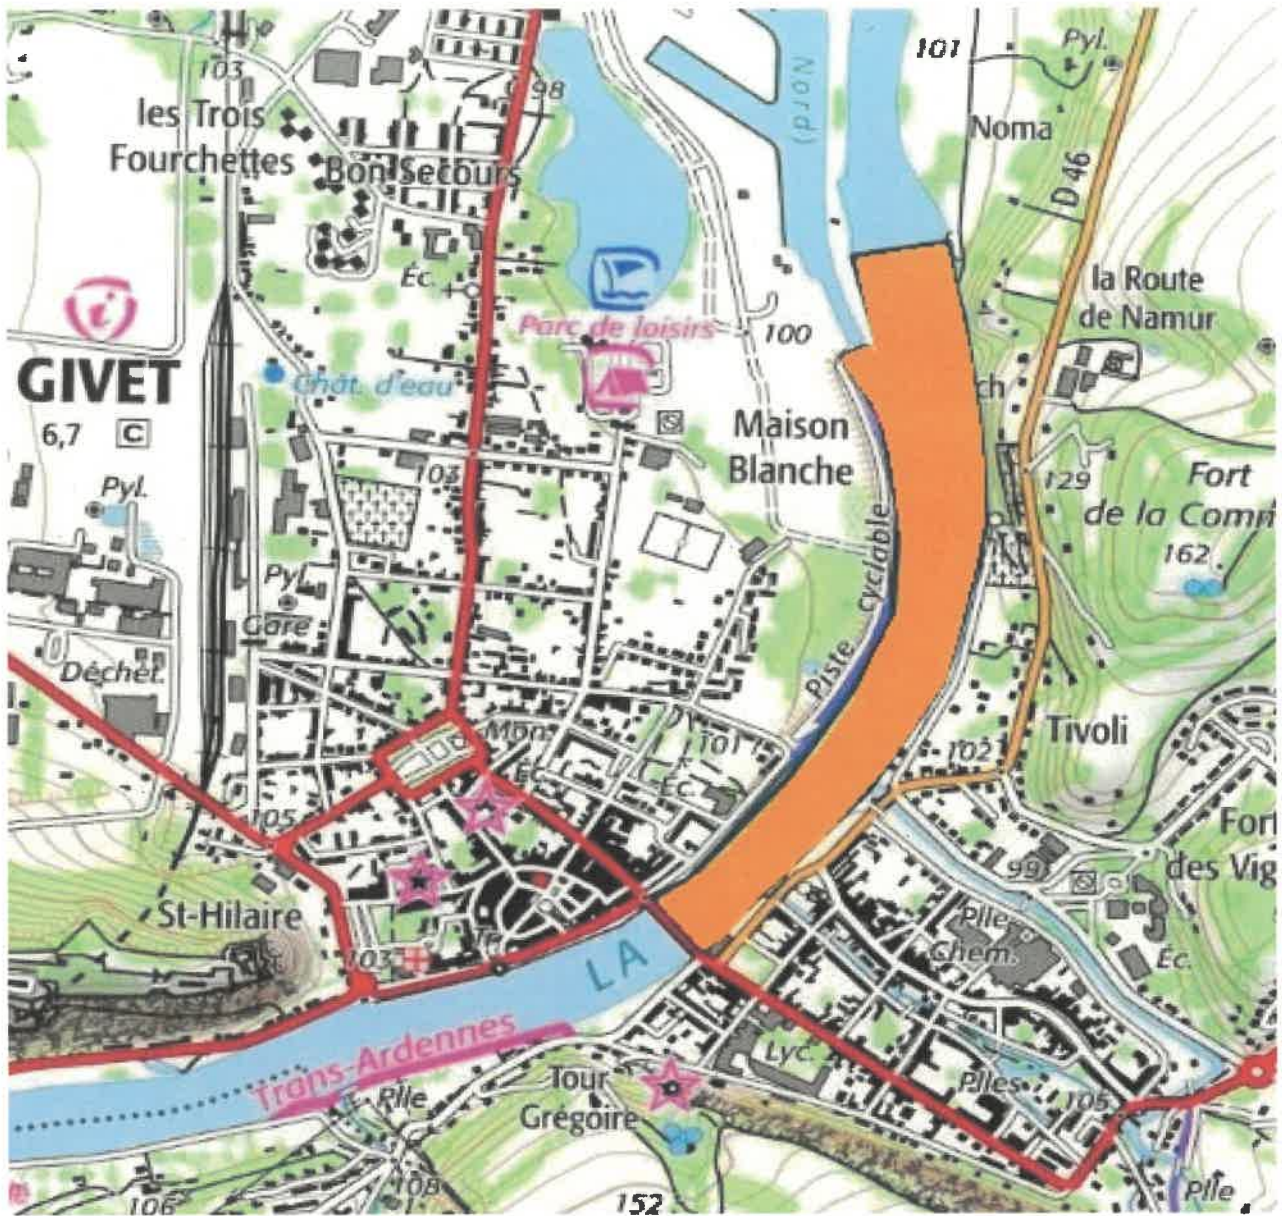 101
Pyl.
103
98
Nord)
les Trois
Fourchettes
Noma
Bon Secours
D 46
Éc.
la Route
de Namur
i
Parc de loisirs
100
GIVET
Chât. d'eau
ch
6,7 C
Maison
Blanche
103
129
Fort
de la Com
Pyl.
162
Piste cyclable
Pyl.
Gare
Déchèt.
Mon.
101
102
Tivoli
Éc.
Éc.
105
Fort
des Vig
99
St-Hilaire
103
LA
Plle
Chem.
Éc.
Trans-Ardennes
Lyc.
Plle
Tour
Grégoire
Plles
105
108
106
152
Plle